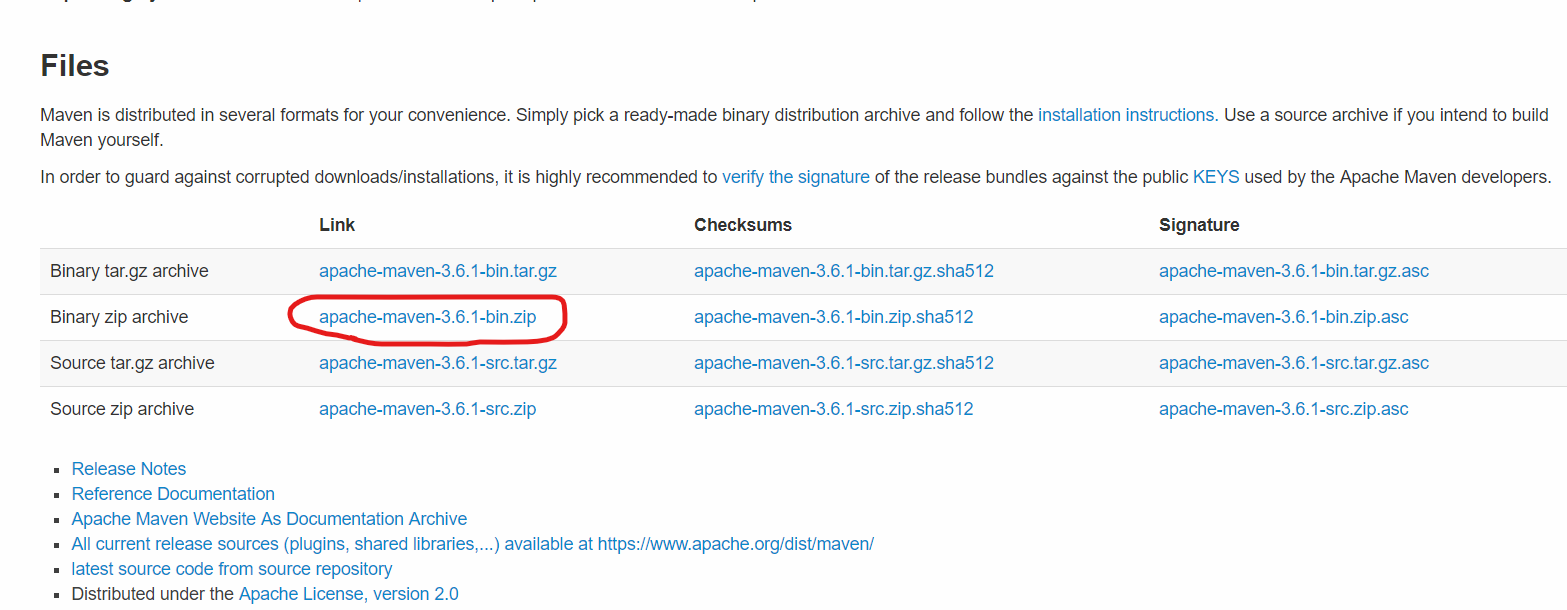 Files
Maven is distributed in several formats for your convenience. Simply pick a ready-made binary distribution archive and follow the installation instructions. Use a source archive if you intend to build
Maven yourself.
In order to guard against corrupted downloads/installations, it is highly recommended to verify the signature of the release bundles against the public KEYS used by the Apache Maven developers.
Link Checksums Signature
Binary tar.gz archive apache-maven-3.6.1-bin.tar.gz apache-maven-3.6.1-bin.tar.gz.sha512 apache-maven-3.6.1-bin.tar.gz.asc
Binary zip archive apache-maven-3.6.1-bin.zip apache-maven-3.6.1-bin.zip.sha512 apache-maven-3.6.1-bin.zip.asc
Source tar.gz archive apache-maven-3.6.1-src.tar.gz apache-maven-3.6.1-src.tar.gz.sha512 apache-maven-3.6.1-src.tar.gz.asc
Source zip archive apache-maven-3.6.1-src.zip apache-maven-3.6.1-src.zip.sha512 apache-maven-3.6.1-src.zip.asc
Release Notes
Reference Documentation
Apache Maven Website As Documentation Archive
All current release sources (plugins, shared libraries,...) available at https://www.apache.org/dist/maven/
latest source code from source repository
Distributed under the Apache License, version 2.0